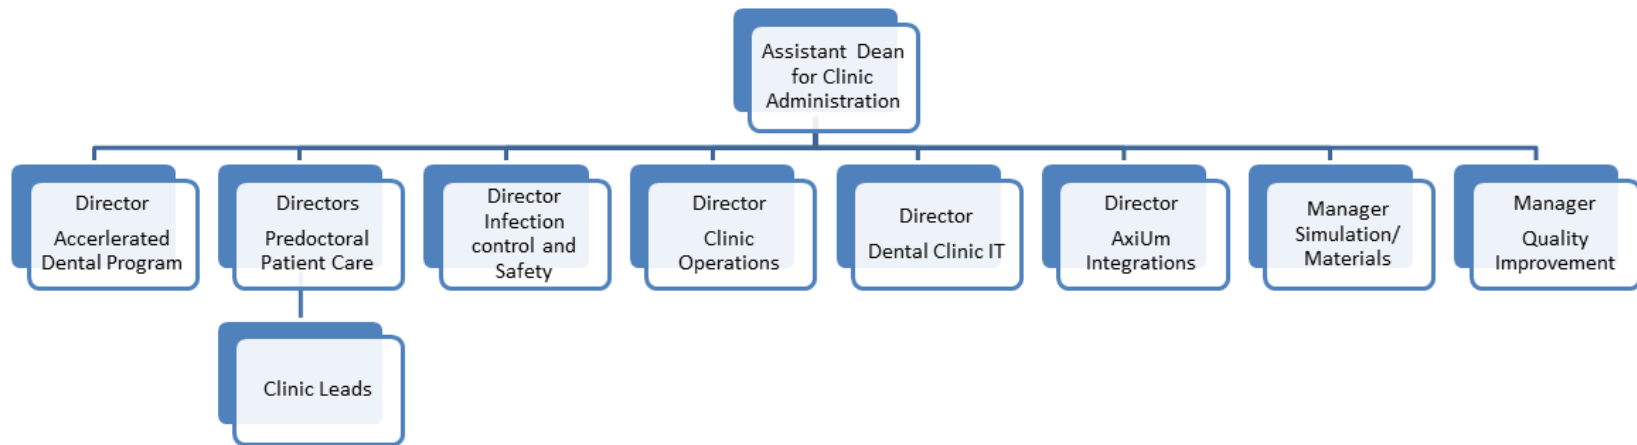 Assistant Dean
for Clinic
Administration
Director
Accerlerated
Dental Program
Directors
Predoctoral
Patient Care
Director
Infection
control and
Safety
Director
Clinic
Operations
Director
Dental Clinic IT
Director
AxiUm
Integrations
Manager
Simulation/
Materials
Manager
Quality
Improvement
Clinic Leads